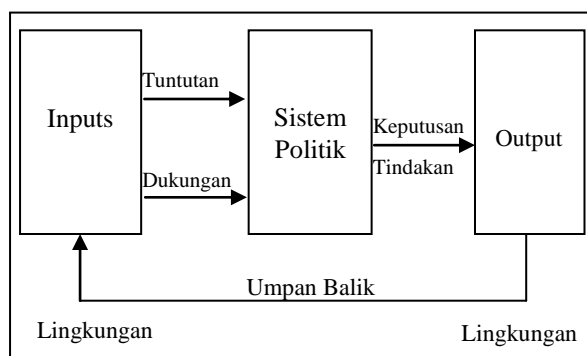 Inputs
Tuntutan
Dukungan
Sistem
Politik
Keputusan
Tindakan
Output
Umpan Balik
Lingkungan
Lingkungan